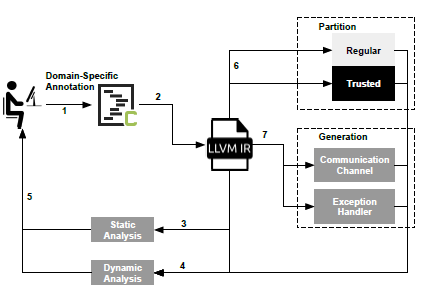 Partition
Regular
Trusted
6
Domain-Specific
Annotation
1
2
C
LLVM IR
7
Generation
Communication
Channel
Exception
Handler
5
Static
Analysis
3
Dynamic
Analysis
4